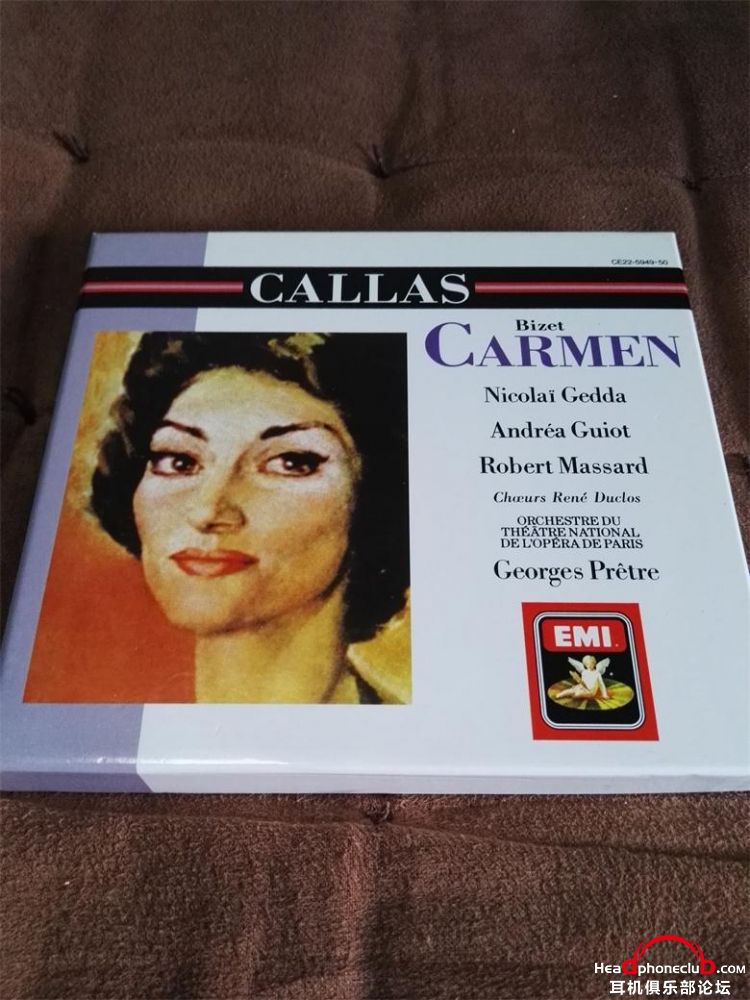 CE22-5949·50
CALLAS
Bizet
CARMEN
Nicolaï Gedda
Andréa Guiot
Robert Massard
Chœurs René Duclos
ORCHESTRE DU
THÉÂTRE NATIONAL
DE L'OPÉRA DE PARIS
Georges Prêtre
EMI
Headphoneclub.com
耳机俱乐部论坛